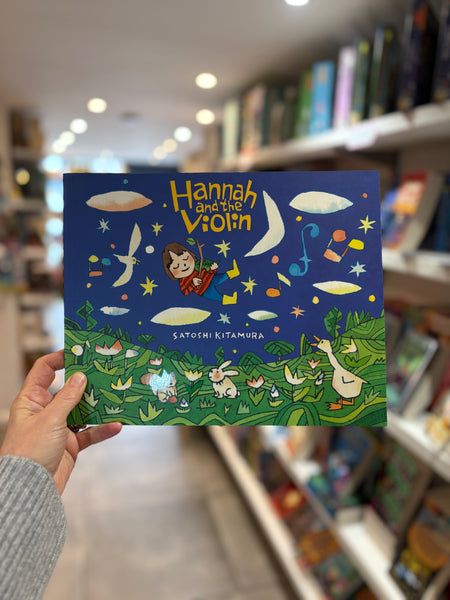 Hannah
and the
Violin
SATOSHI KITAMURA